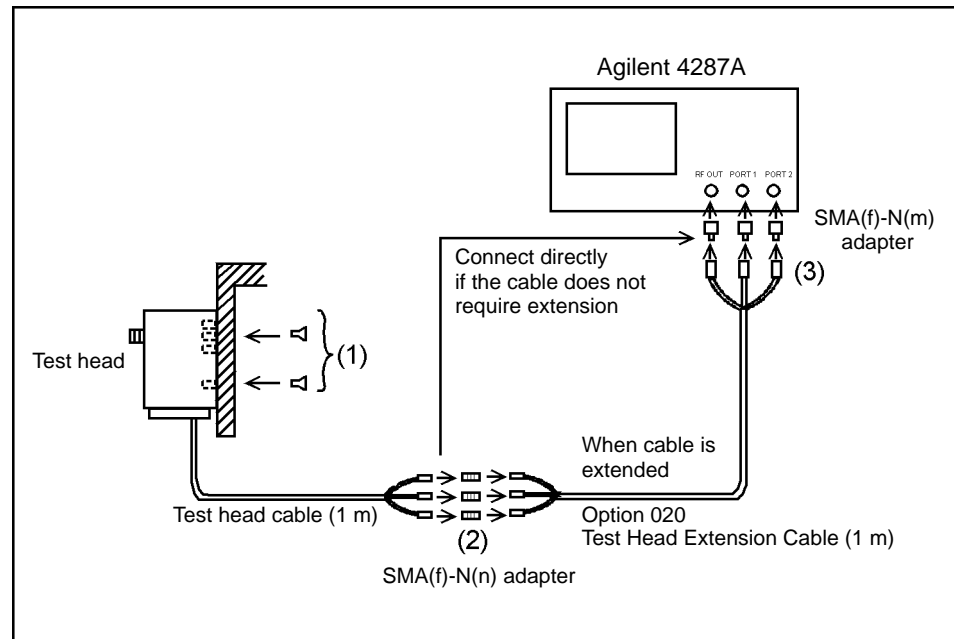 Agilent 4287A
RF OUT PORT 1 PORT 2
SMA(f)-N(m)
adapter
(3)
Connect directly
if the cable does not
require extension
Test head
(1)
When cable is
extended
Test head cable (1 m)
(2)
SMA(f)-N(n) adapter
Option 020
Test Head Extension Cable (1 m)